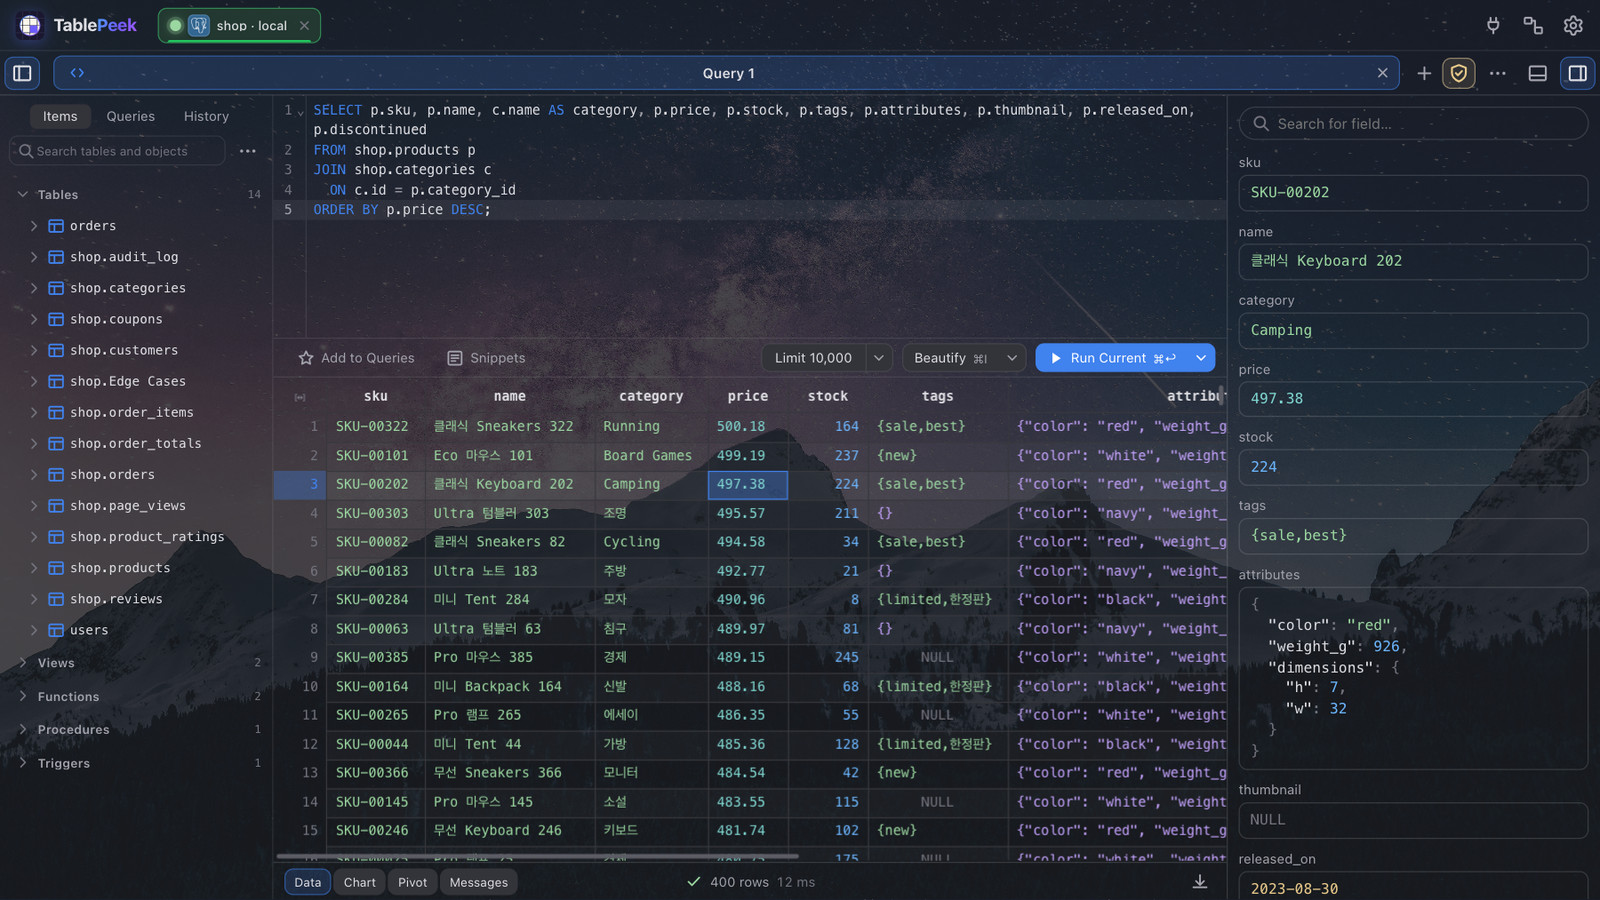 TablePeek
shop · local
Query 1
Items Queries History
Search tables and objects
Tables 14
orders
shop.audit_log
shop.categories
shop.coupons
shop.customers
shop.Edge Cases
shop.order_items
shop.order_totals
shop.orders
shop.page_views
shop.product_ratings
shop.products
shop.reviews
users
Views 2
Functions 2
Procedures 1
Triggers 1
1 SELECT p.sku, p.name, c.name AS category, p.price, p.stock, p.tags, p.attributes, p.thumbnail, p.released_on,
p.discontinued
2 FROM shop.products p
3 JOIN shop.categories c
4 ON c.id = p.category_id
5 ORDER BY p.price DESC;
Add to Queries Snippets Limit 10,000 Beautify ⌘I Run Current ⌘↩
sku name category price stock tags attribut
1 SKU-00322 클래식 Sneakers 322 Running 500.18 164 {sale,best} {"color": "red", "weight_g
2 SKU-00101 Eco 마우스 101 Board Games 499.19 237 {new} {"color": "white", "weight
3 SKU-00202 클래식 Keyboard 202 Camping 497.38 224 {sale,best} {"color": "red", "weight_g
4 SKU-00303 Ultra 텀블러 303 조명 495.57 211 {} {"color": "navy", "weight_
5 SKU-00082 클래식 Sneakers 82 Cycling 494.58 34 {sale,best} {"color": "red", "weight_g
6 SKU-00183 Ultra 노트 183 주방 492.77 21 {} {"color": "navy", "weight_
7 SKU-00284 미니 Tent 284 모자 490.96 8 {limited,한정판} {"color": "black", "weight
8 SKU-00063 Ultra 텀블러 63 침구 489.97 81 {} {"color": "navy", "weight_
9 SKU-00385 Pro 마우스 385 경제 489.15 245 NULL {"color": "white", "weight
10 SKU-00164 미니 Backpack 164 신발 488.16 68 {limited,한정판} {"color": "black", "weight
11 SKU-00265 Pro 램프 265 에세이 486.35 55 NULL {"color": "white", "weight
12 SKU-00044 미니 Tent 44 가방 485.36 128 {limited,한정판} {"color": "black", "weight
13 SKU-00366 무선 Sneakers 366 모니터 484.54 42 {new} {"color": "red", "weight_g
14 SKU-00145 Pro 마우스 145 소설 483.55 115 NULL {"color": "white", "weight
15 SKU-00246 무선 Keyboard 246 키보드 481.74 102 {new} {"color": "red", "weight_g
175 NULL {"color": "white", "weight
Data Chart Pivot Messages 400 rows 12 ms
Search for field...
sku
SKU-00202
name
클래식 Keyboard 202
category
Camping
price
497.38
stock
224
tags
{sale,best}
attributes
{
"color": "red",
"weight_g": 926,
"dimensions": {
"h": 7,
"w": 32
}
}
thumbnail
NULL
released_on
2023-08-30